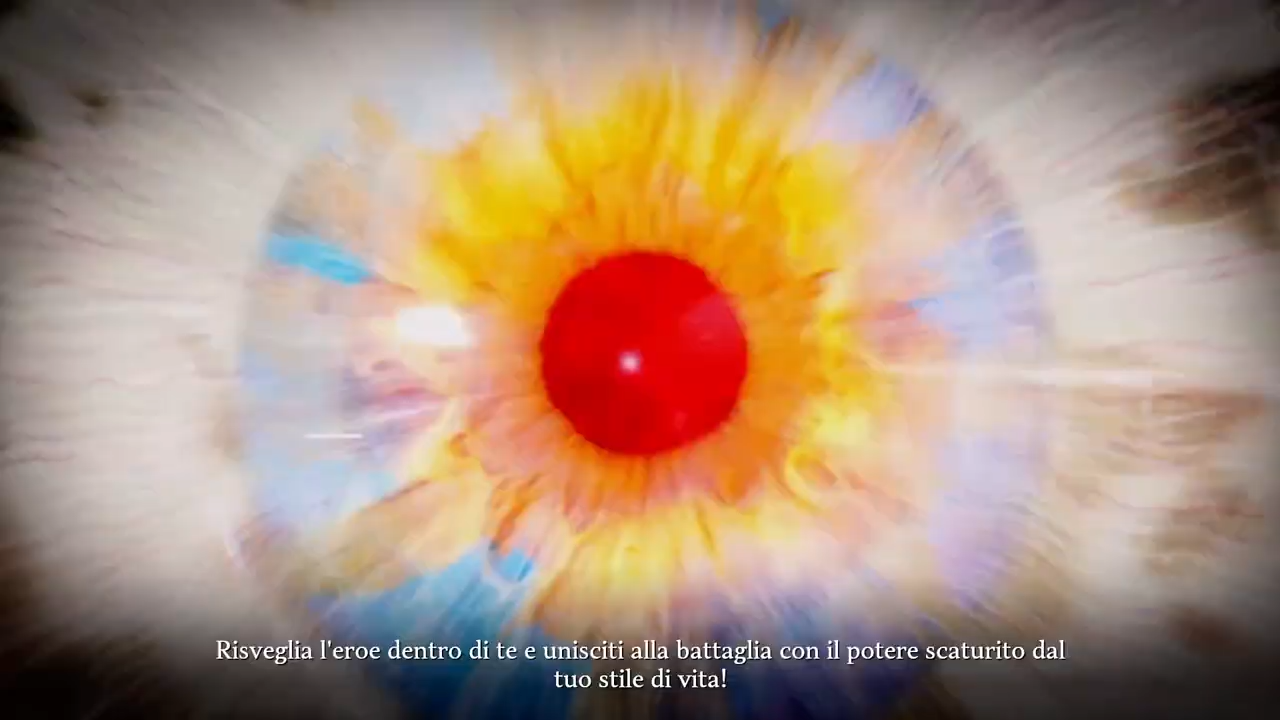 Risveglia l'eroe dentro di te e unisciti alla battaglia con il potere scaturito dal
tuo stile di vita!